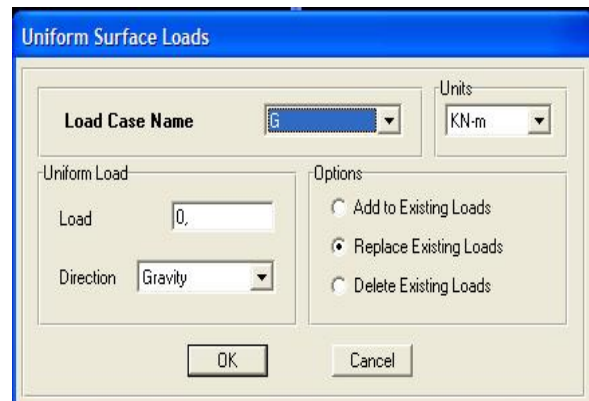 Uniform Surface Loads
Units
Load Case Name G KN-m
Uniform Load
Options
Load 0,
Add to Existing Loads
Replace Existing Loads
Direction Gravity
Delete Existing Loads
OK Cancel